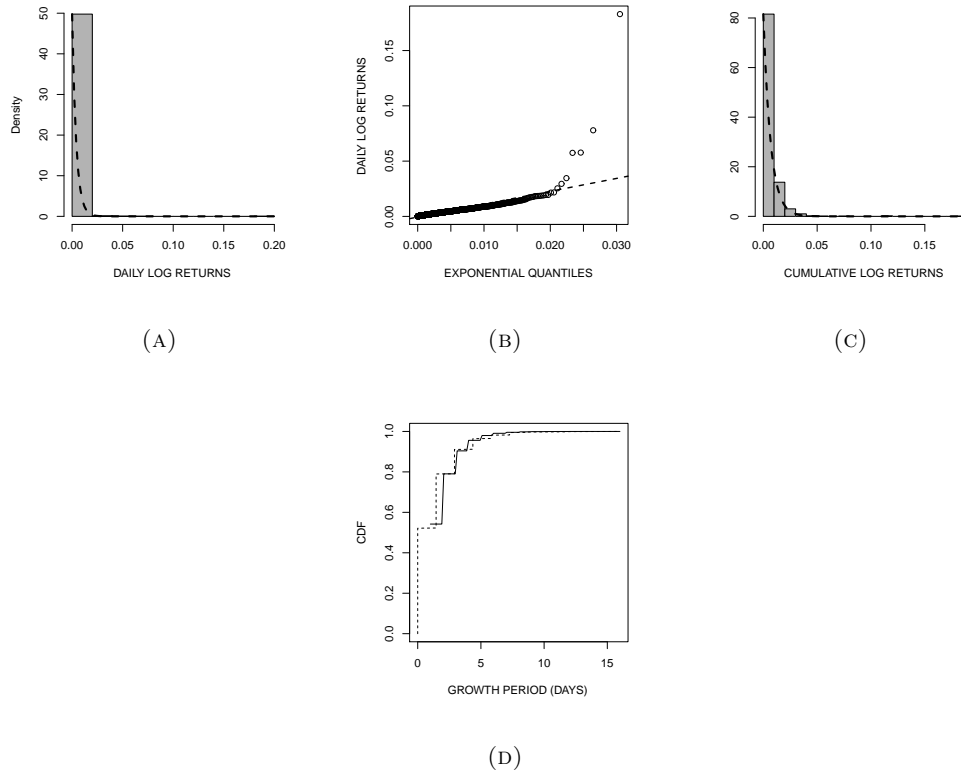 Density
0 10 20 30 40 50
0.00 0.05 0.10 0.15 0.20
DAILY LOG RETURNS
(A)
DAILY LOG RETURNS
0.00 0.05 0.10 0.15
0.000 0.010 0.020 0.030
EXPONENTIAL QUANTILES
(B)
0 20 40 60 80
0.00 0.05 0.10 0.15
CUMULATIVE LOG RETURNS
(C)
CDF
0.0 0.2 0.4 0.6 0.8 1.0
0 5 10 15
GROWTH PERIOD (DAYS)
(D)